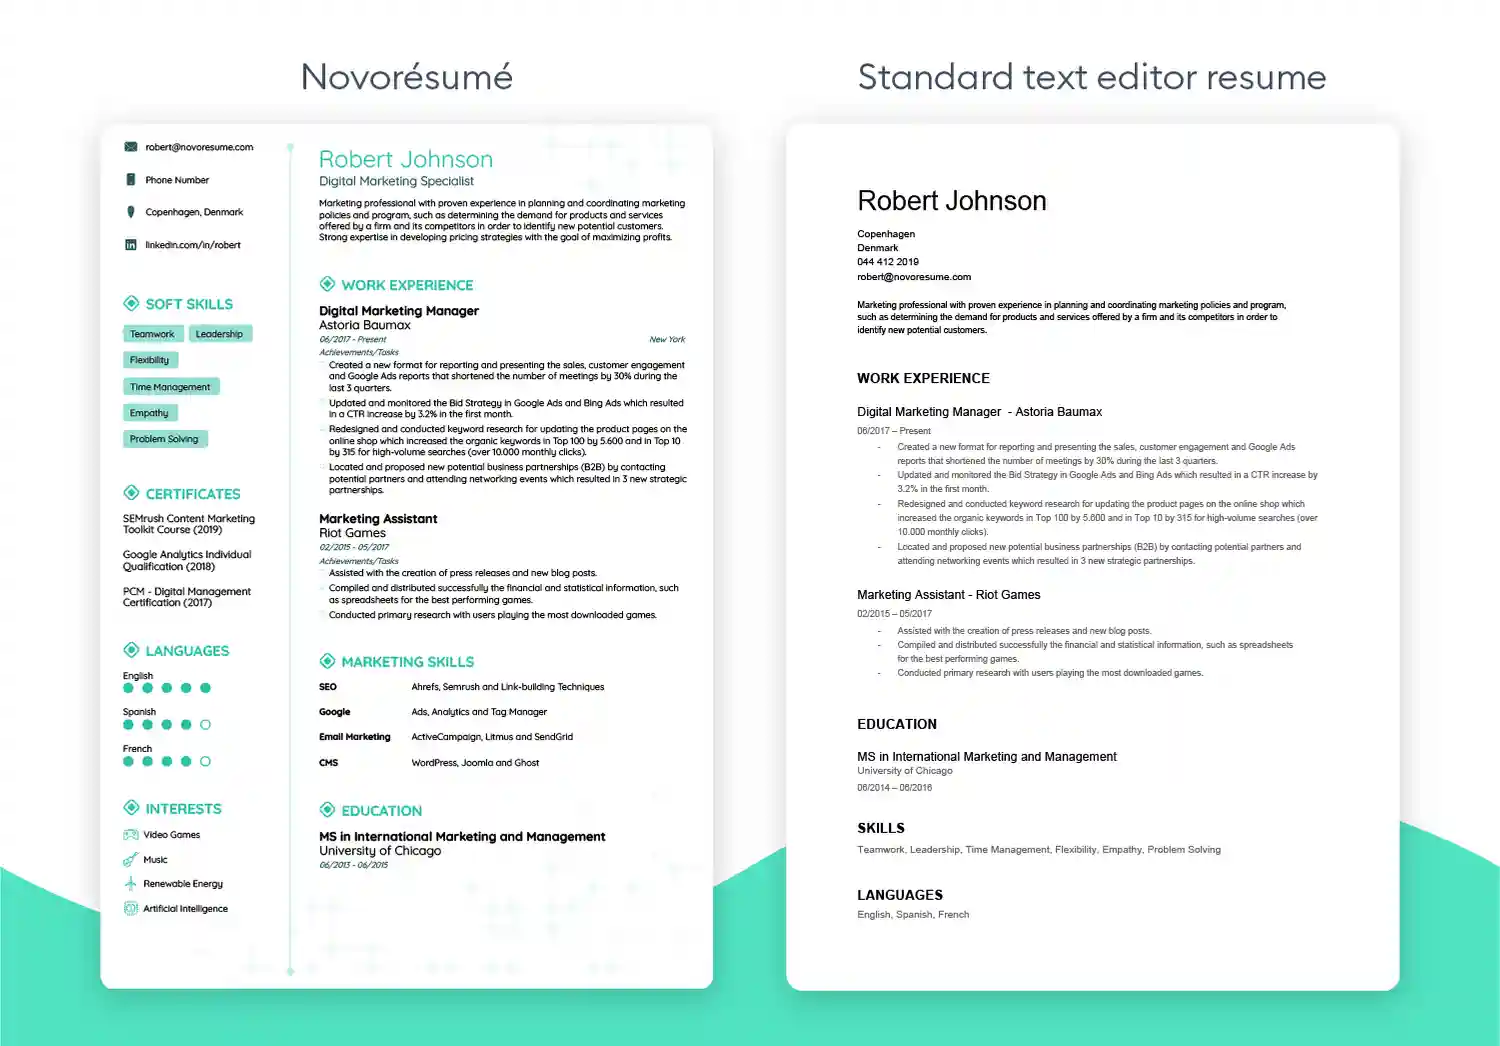 Novorésumé
robert@novoresume.com
Phone Number
Copenhagen, Denmark
linkedin.com/in/robert
SOFT SKILLS
Teamwork Leadership
Flexibility
Time Management
Empathy
Problem Solving
CERTIFICATES
SEMrush Content Marketing
Toolkit Course (2019)
Google Analytics Individual
Qualification (2018)
PCM - Digital Management
Certification (2017)
LANGUAGES
English
Spanish
French
INTERESTS
Video Games
Music
Renewable Energy
Artificial Intelligence
Robert Johnson
Digital Marketing Specialist
Marketing professional with proven experience in planning and coordinating marketing
policies and program, such as determining the demand for products and services
offered by a firm and its competitors in order to identify new potential customers.
Strong expertise in developing pricing strategies with the goal of maximizing profits.
WORK EXPERIENCE
Digital Marketing Manager
Astoria Baumax
06/2017 - Present New York
Achievements/Tasks
Created a new format for reporting and presenting the sales, customer engagement
and Google Ads reports that shortened the number of meetings by 30% during the
last 3 quarters.
Updated and monitored the Bid Strategy in Google Ads and Bing Ads which resulted
in a CTR increase by 3.2% in the first month.
Redesigned and conducted keyword research for updating the product pages on the
online shop which increased the organic keywords in Top 100 by 5.600 and in Top 10
by 315 for high-volume searches (over 10.000 monthly clicks).
Located and proposed new potential business partnerships (B2B) by contacting
potential partners and attending networking events which resulted in 3 new strategic
partnerships.
Marketing Assistant
Riot Games
02/2015 - 05/2017
Achievements/Tasks
Assisted with the creation of press releases and new blog posts.
Compiled and distributed successfully the financial and statistical information, such
as spreadsheets for the best performing games.
Conducted primary research with users playing the most downloaded games.
MARKETING SKILLS
SEO Ahrefs, Semrush and Link-building Techniques
Google Ads, Analytics and Tag Manager
Email Marketing ActiveCampaign, Litmus and SendGrid
CMS WordPress, Joomla and Ghost
EDUCATION
MS in International Marketing and Management
University of Chicago
06/2013 - 06/2015
Standard text editor resume
Robert Johnson
Copenhagen
Denmark
044 412 2019
robert@novoresume.com
Marketing professional with proven experience in planning and coordinating marketing policies and program,
such as determining the demand for products and services offered by a firm and its competitors in order to
identify new potential customers.
WORK EXPERIENCE
Digital Marketing Manager - Astoria Baumax
06/2017 – Present
- Created a new format for reporting and presenting the sales, customer engagement and Google Ads
reports that shortened the number of meetings by 30% during the last 3 quarters.
- Updated and monitored the Bid Strategy in Google Ads and Bing Ads which resulted in a CTR increase by
3.2% in the first month.
- Redesigned and conducted keyword research for updating the product pages on the online shop which
increased the organic keywords in Top 100 by 5.600 and in Top 10 by 315 for high-volume searches (over
10.000 monthly clicks).
- Located and proposed new potential business partnerships (B2B) by contacting potential partners and
attending networking events which resulted in 3 new strategic partnerships.
Marketing Assistant - Riot Games
02/2015 – 05/2017
- Assisted with the creation of press releases and new blog posts.
- Compiled and distributed successfully the financial and statistical information, such as spreadsheets
for the best performing games.
- Conducted primary research with users playing the most downloaded games.
EDUCATION
MS in International Marketing and Management
University of Chicago
06/2014 – 06/2016
SKILLS
Teamwork, Leadership, Time Management, Flexibility, Empathy, Problem Solving
LANGUAGES
English, Spanish, French